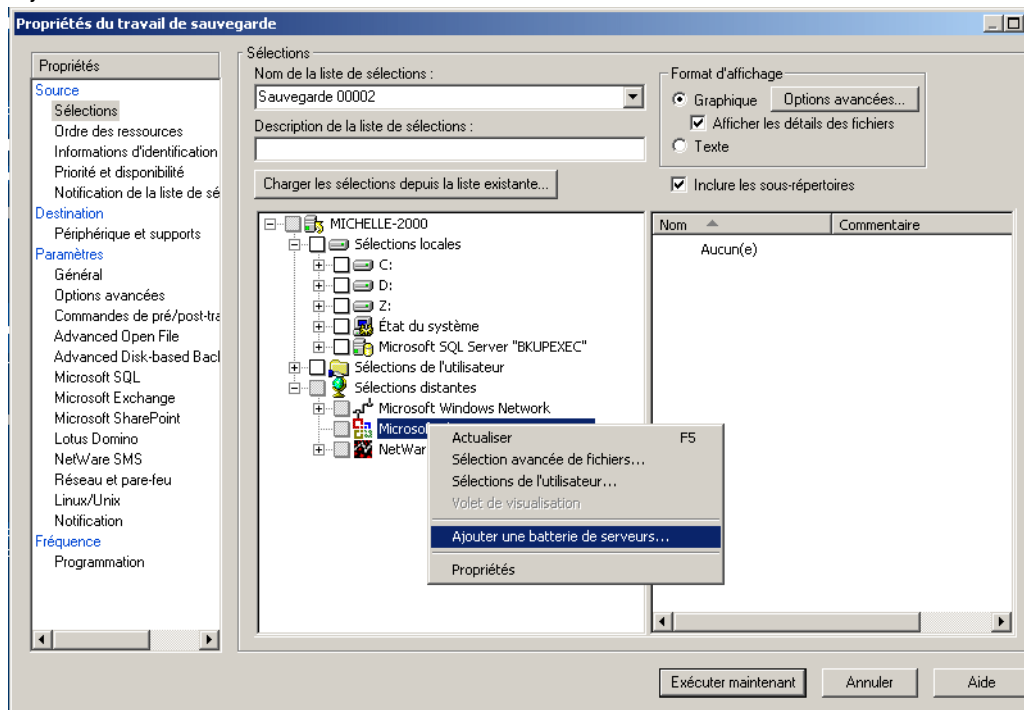 Propriétés du travail de sauvegarde
Propriétés
Source
Sélections
Ordre des ressources
Informations d'identification
Priorité et disponibilité
Notification de la liste de sé
Destination
Périphérique et supports
Paramètres
Général
Options avancées
Commandes de pré/post-tra
Advanced Open File
Advanced Disk-based Bacl
Microsoft SQL
Microsoft Exchange
Microsoft SharePoint
Lotus Domino
NetWare SMS
Réseau et pare-feu
Linux/Unix
Notification
Fréquence
Programmation
Sélections
Nom de la liste de sélections :
Sauvegarde 00002
Description de la liste de sélections :
Charger les sélections depuis la liste existante...
Format d'affichage
Graphique
Options avancées...
Afficher les détails des fichiers
Texte
Inclure les sous-répertoires
MICHELLE-2000
Sélections locales
C:
D:
Z:
État du système
Microsoft SQL Server "BKUPEXEC"
Sélections de l'utilisateur
Sélections distantes
Microsoft Windows Network
Microsof
NetWar
Nom
Commentaire
Aucun(e)
Actualiser F5
Sélection avancée de fichiers...
Sélections de l'utilisateur...
Volet de visualisation
Ajouter une batterie de serveurs...
Propriétés
Exécuter maintenant
Annuler
Aide